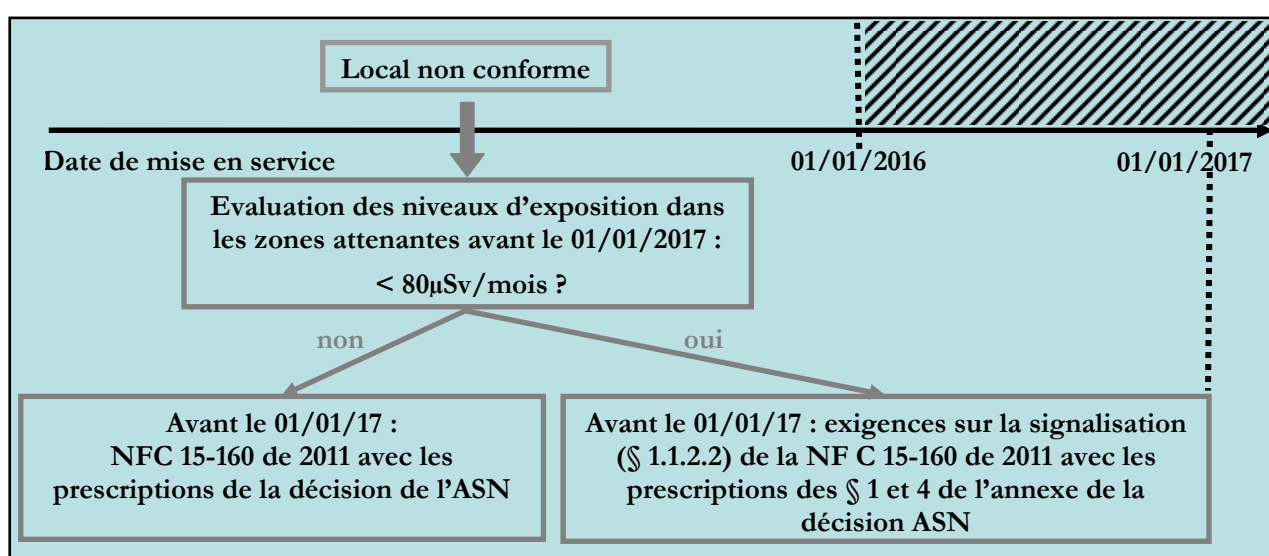 Local non conforme
Date de mise en service
01/01/2016
01/01/2017
Evaluation des niveaux d’exposition dans
les zones attenantes avant le 01/01/2017 :
< 80µSv/mois ?
non
oui
Avant le 01/01/17 :
NFC 15-160 de 2011 avec les
prescriptions de la décision de l’ASN
Avant le 01/01/17 : exigences sur la signalisation
(§ 1.1.2.2) de la NF C 15-160 de 2011 avec les
prescriptions des § 1 et 4 de l’annexe de la
décision ASN